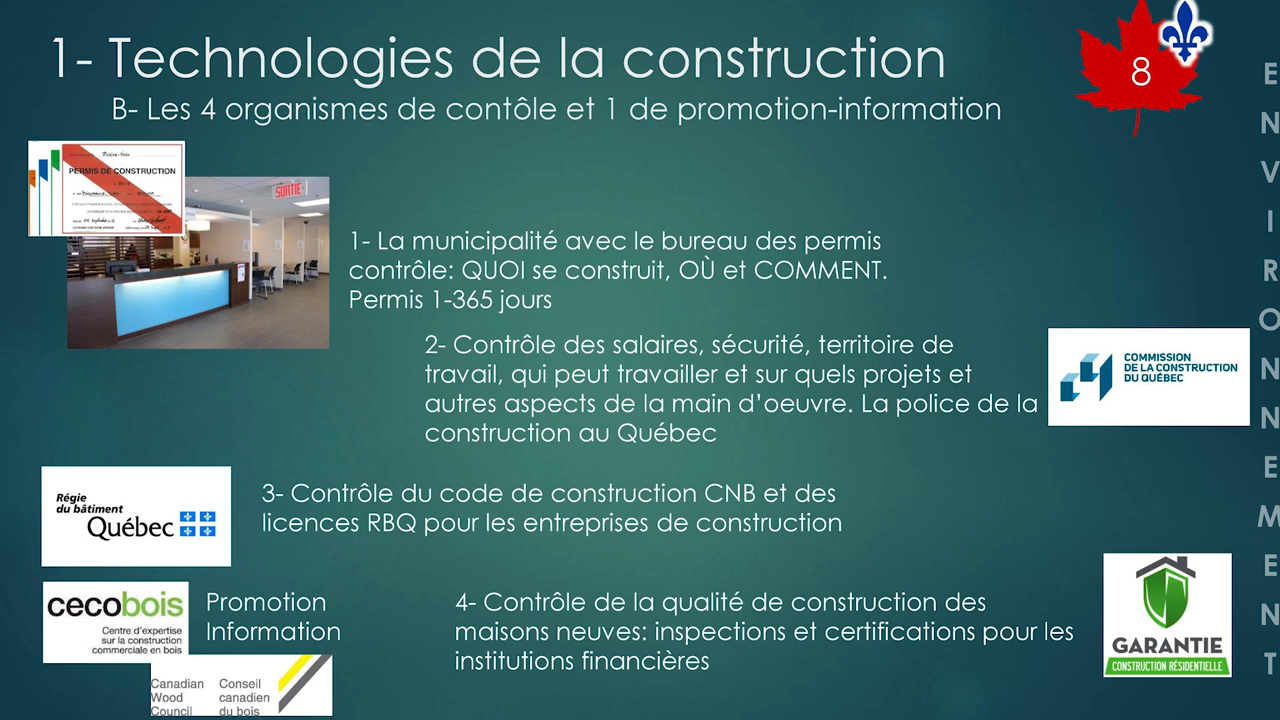 1- Technologies de la construction
8
B- Les 4 organismes de contôle et 1 de promotion-information
PERMIS DE CONSTRUCTION
SORTIE
1- La municipalité avec le bureau des permis
contrôle: QUOI se construit, OÙ et COMMENT.
Permis 1-365 jours
2- Contrôle des salaires, sécurité, territoire de
travail, qui peut travailler et sur quels projets et
autres aspects de la main d’oeuvre. La police de la
construction au Québec
COMMISSION
DE LA CONSTRUCTION
DU QUÉBEC
Régie
du bâtiment
Québec
3- Contrôle du code de construction CNB et des
licences RBQ pour les entreprises de construction
cecobois
Centre d'expertise
sur la construction
commerciale en bois
Promotion
Information
Canadian
Wood
Council
Conseil
canadien
du bois
4- Contrôle de la qualité de construction des
maisons neuves: inspections et certifications pour les
institutions financières
GARANTIE
CONSTRUCTION RÉSIDENTIELLE
ENVIRONNEMENT